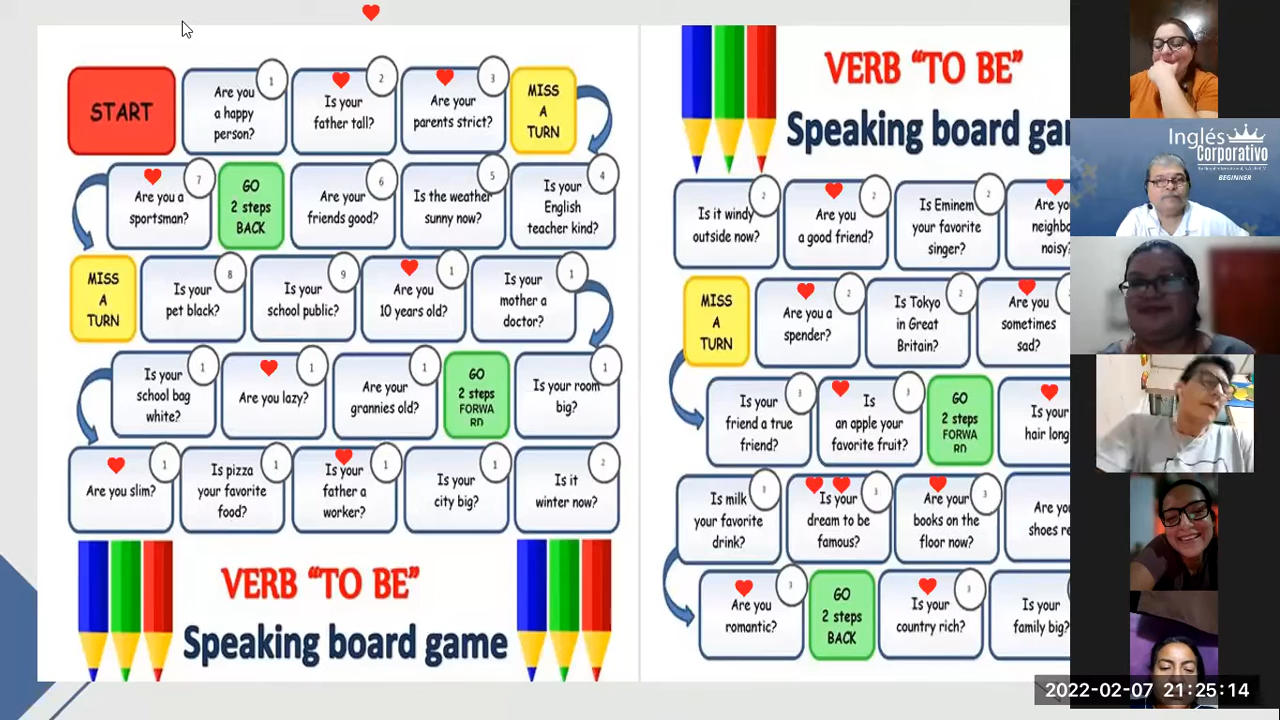 START
1
Are you
a happy
person?
2
Is your
father tall?
3
Are your
parents strict?
MISS
A
TURN
7
Are you a
sportsman?
GO
2 steps
BACK
6
Are your
friends good?
5
Is the weather
sunny now?
4
Is your
English
teacher kind?
MISS
A
TURN
8
Is your
pet black?
9
Is your
school public?
1
Are you
10 years old?
1
Is your
mother a
doctor?
1
Is your
school bag
white?
1
Are you lazy?
1
Are your
grannies old?
GO
2 steps
FORWA
RD
1
Is your room
big?
1
Are you slim?
1
Is pizza
your favorite
food?
1
Is your
father a
worker?
1
Is your
city big?
2
Is it
winter now?
VERB "TO BE"
Speaking board game
VERB "TO BE"
Speaking board gam
2
Is it windy
outside now?
2
Are you
a good friend?
2
Is Eminem
your favorite
singer?
Are you
neighbo
noisy?
MISS
A
TURN
2
Are you a
spender?
2
Is Tokyo
in Great
Britain?
Are you
sometimes
sad?
3
Is your
friend a true
friend?
3
Is
an apple your
favorite fruit?
GO
2 steps
FORWA
RD
Is your
hair long
Is milk
your favorite
drink?
3
Is your
dream to be
famous?
3
Are your
books on the
floor now?
Are you
shoes
3
Are you
romantic?
GO
2 steps
BACK
3
Is your
country rich?
Is your
family big?
Inglés
Corporativo
BEGINNER
2022-02-07 21:25:14